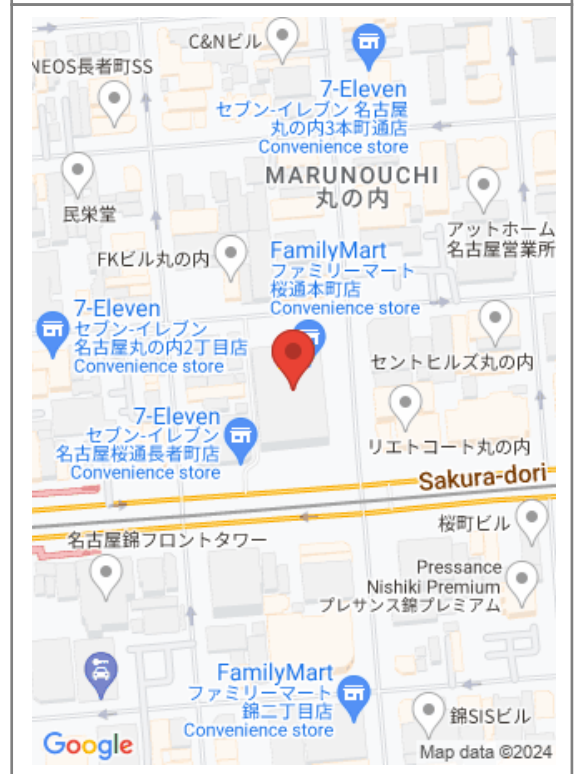 C&Nビル
NEOS長者町SS
7-Eleven
セブン-イレブン 名古屋
丸の内3本町通店
Convenience store
MARUNOUCHI
丸の内
民栄堂
アットホーム
名古屋営業所
FKビル丸の内
FamilyMart
ファミリーマート
桜通本町店
Convenience store
7-Eleven
セブン-イレブン
名古屋丸の内2丁目店
Convenience store
セントヒルズ丸の内
7-Eleven
セブン-イレブン
名古屋桜通長者町店
Convenience store
リエトコート丸の内
Sakura-dori
桜町ビル
名古屋錦フロントタワー
Pressance
Nishiki Premium
プレサンス錦プレミアム
FamilyMart
ファミリーマート
錦二丁目店
Convenience store
錦SISビル
Google
Map data ©2024